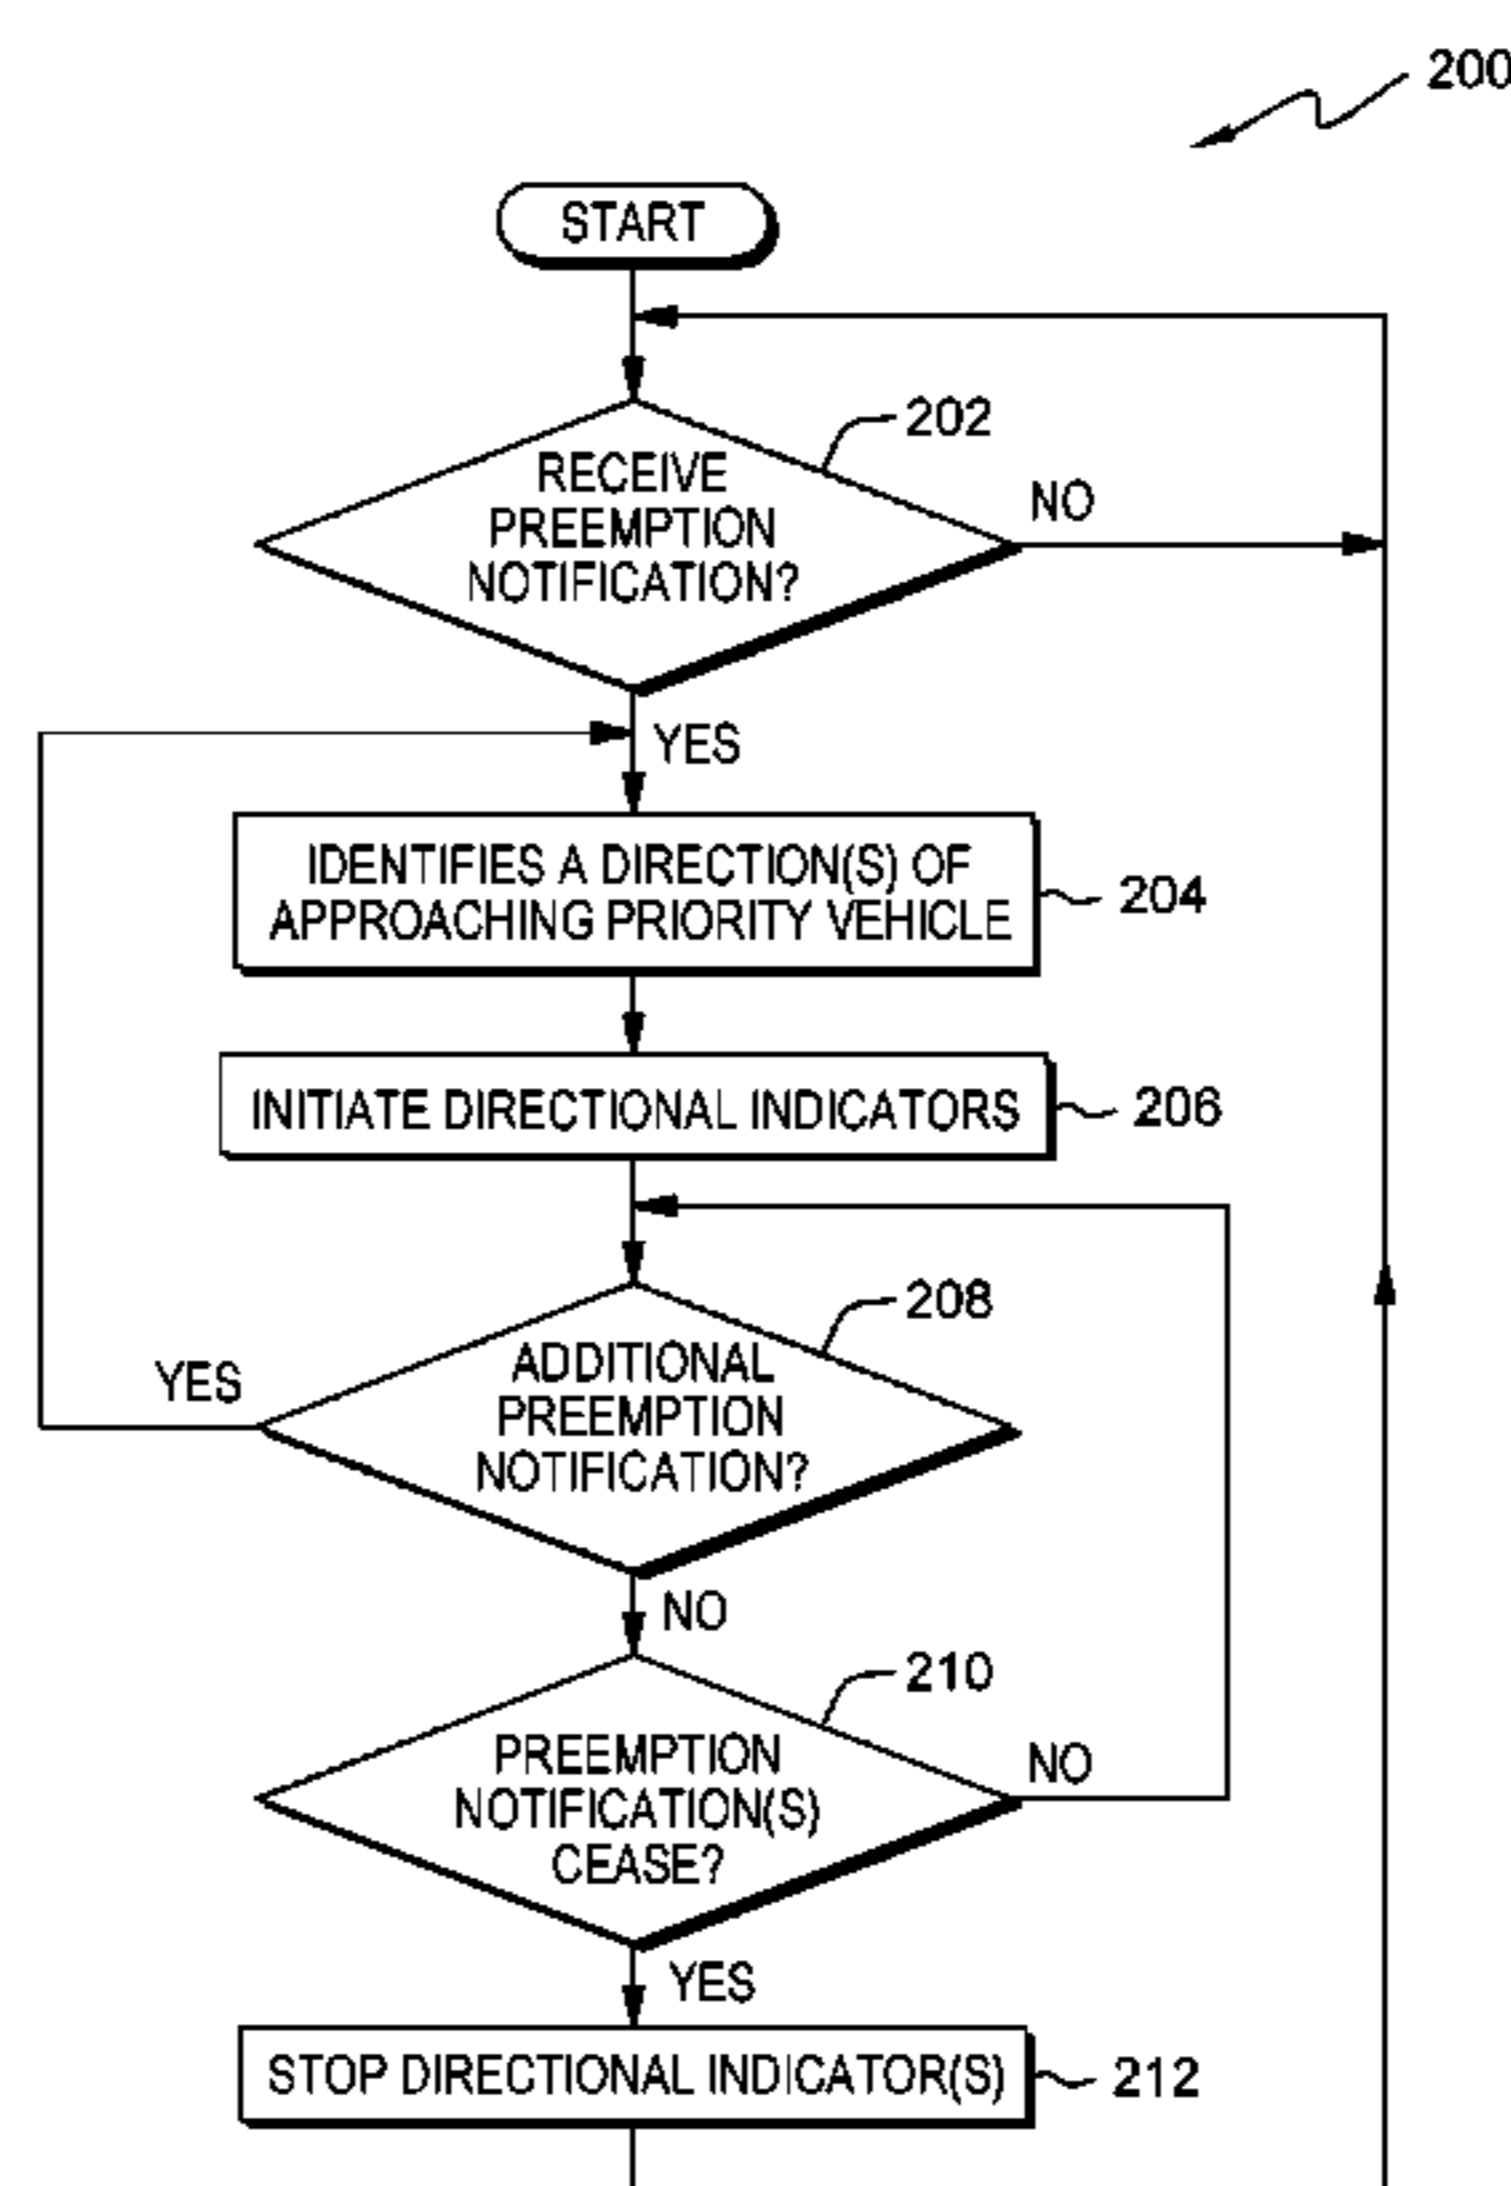 200
START
202
RECEIVE
PREEMPTION
NOTIFICATION?
NO
YES
IDENTIFIES A DIRECTION(S) OF
APPROACHING PRIORITY VEHICLE
204
INITIATE DIRECTIONAL INDICATORS
206
208
ADDITIONAL
PREEMPTION
NOTIFICATION?
YES
NO
210
PREEMPTION
NOTIFICATION(S)
CEASE?
NO
YES
STOP DIRECTIONAL INDICATOR(S)
212